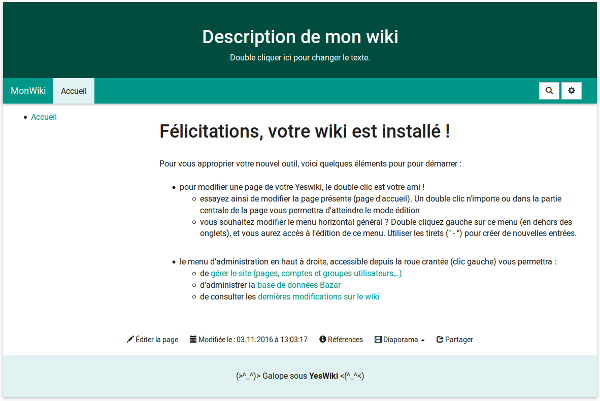 Description de mon wiki
Double cliquer ici pour changer le texte.
MonWiki Accueil
Accueil
Félicitations, votre wiki est installé !
Pour vous approprier votre nouvel outil, voici quelques éléments pour pour démarrer :
pour modifier une page de votre Yeswiki, le double-clic est votre ami !
essayez ainsi de modifier la page présente (page d'accueil). Un double clic n'importe ou dans la partie
centrale de la page vous permettra d'atteindre le mode édition
vous souhaitez modifier le menu horizontal général ? Double cliquez gauche sur ce menu (en dehors des
onglets), et vous aurez accès à l'édition de ce menu. Utiliser les tirets (" - ") pour créer de nouvelles entrées.
le menu d'administration en haut à droite, accessible depuis la roue crantée (clic gauche) vous permettra :
de gérer le site (pages, comptes et groupes utilisateurs,..)
d'administrer la base de données Bazar
de consulter les dernières modifications sur le wiki
Éditer la page Modifiée le : 03.11.2016 à 13:03:17 Références Diaporama Partager
(>^_^)> Galope sous YesWiki <(^_^<)